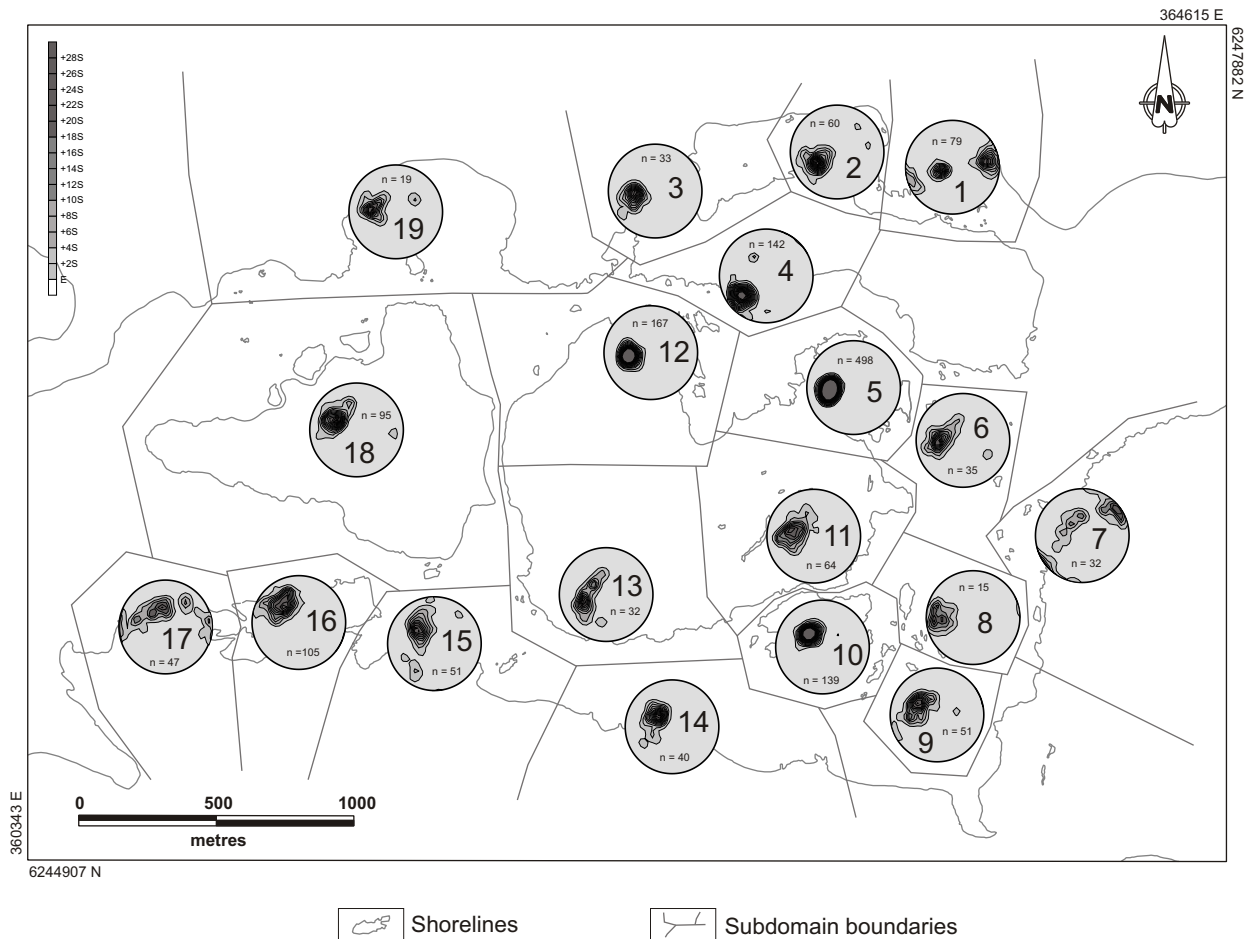 364615 E
6247882 N
+28S
+26S
+24S
+22S
+20S
+18S
+16S
+14S
+12S
+10S
+8S
+6S
+4S
+2S
E
N
n = 60
2
n = 79
1
n = 33
3
n = 19
19
n = 142
4
n = 167
12
n = 498
5
n = 95
18
6
n = 35
7
n = 32
11
n = 64
13
n = 32
n = 15
8
17
n = 47
16
n =105
15
n = 51
10
n = 139
14
n = 40
9
n = 51
0 500 1000
metres
360343 E
6244907 N
Shorelines
Subdomain boundaries